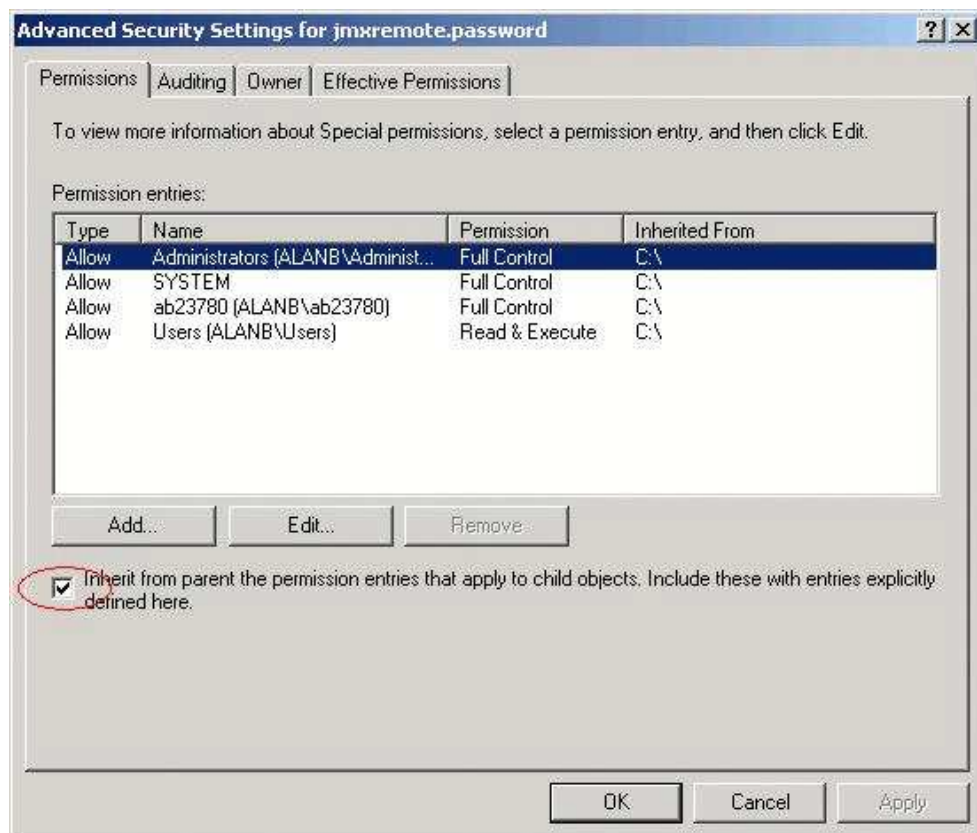 Advanced Security Settings for jmxremote.password
Permissions Auditing Owner Effective Permissions
To view more information about Special permissions, select a permission entry, and then click Edit.
Permission entries:
Type Name Permission Inherited From
Allow Administrators (ALANB\Administ... Full Control C:\
Allow SYSTEM Full Control C:\
Allow ab23780 (ALANB\ab23780) Full Control C:\
Allow Users (ALANB\Users) Read & Execute C:\
Add... Edit... Remove
Inherit from parent the permission entries that apply to child objects. Include these with entries explicitly
defined here.
OK Cancel Apply